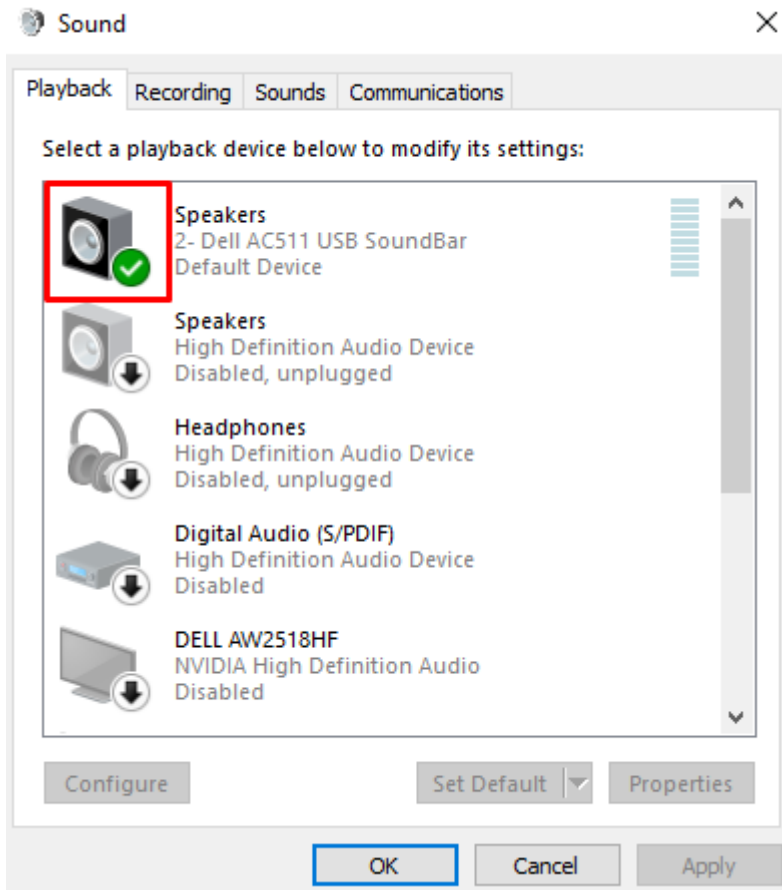 Sound
Playback Recording Sounds Communications
Select a playback device below to modify its settings:
Speakers
2- Dell AC511 USB SoundBar
Default Device
Speakers
High Definition Audio Device
Disabled, unplugged
Headphones
High Definition Audio Device
Disabled, unplugged
Digital Audio (S/PDIF)
High Definition Audio Device
Disabled
DELL AW2518HF
NVIDIA High Definition Audio
Disabled
Configure Set Default Properties
OK Cancel Apply